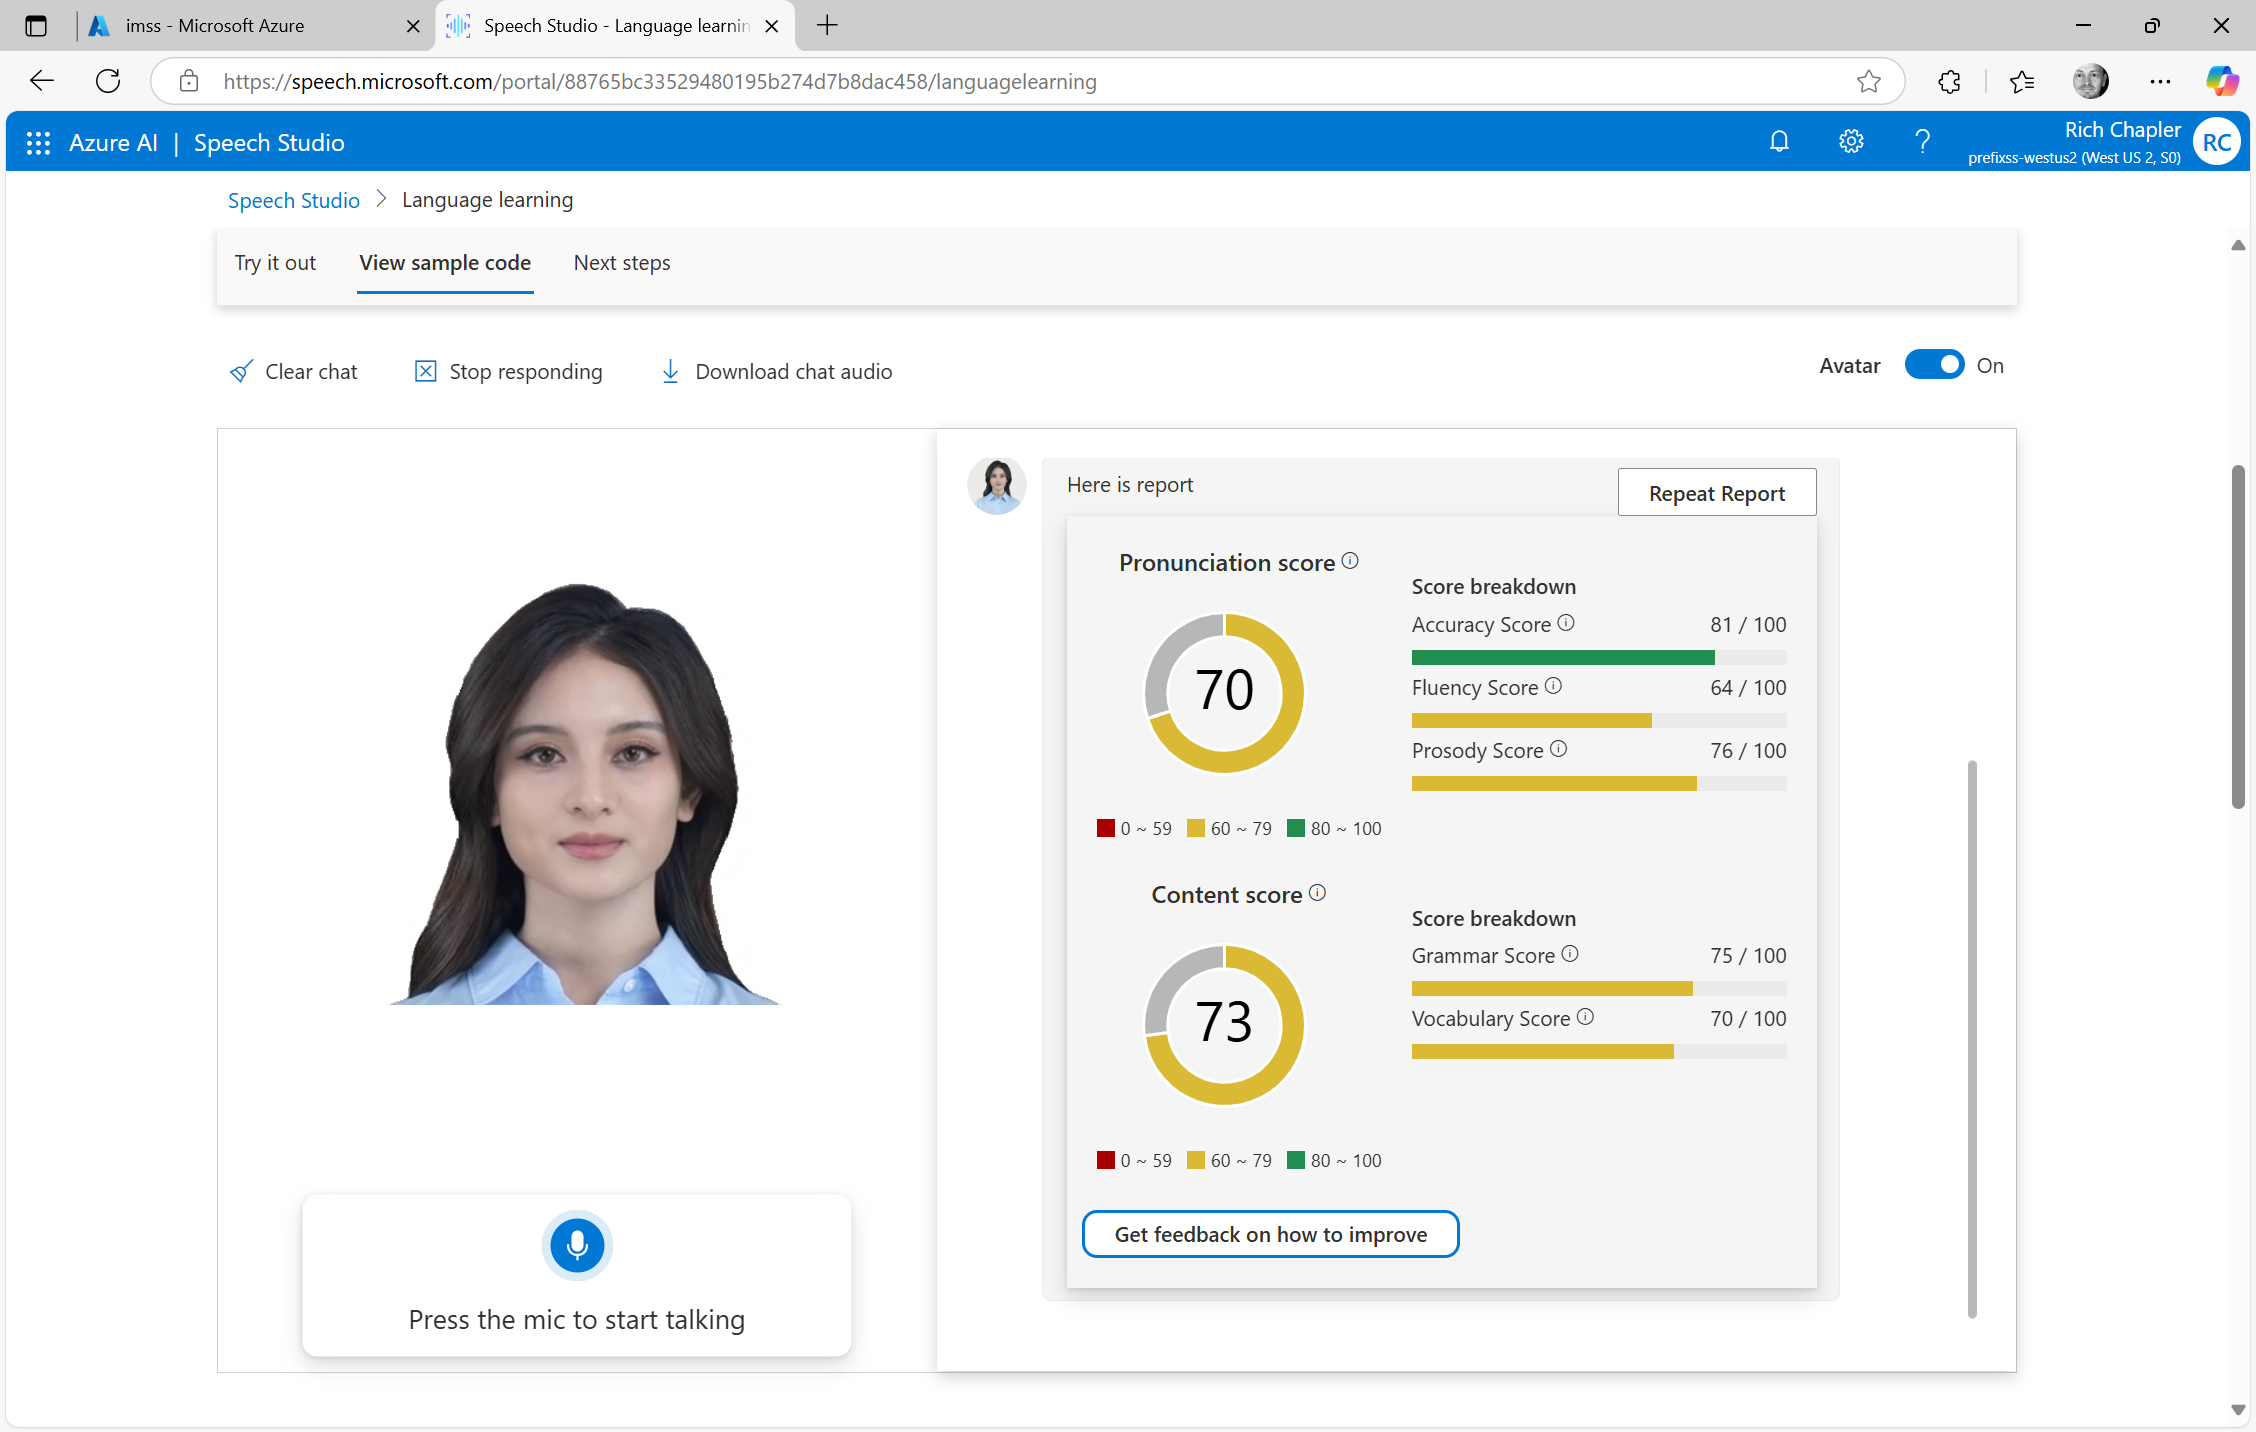 imss - Microsoft Azure
Speech Studio - Language learnin
https://speech.microsoft.com/portal/88765bc33529480195b274d7b8dac458/languagelearning
Azure AI | Speech Studio
Rich Chapler
prefixss-westus2 (West US 2, S0)
RC
Speech Studio > Language learning
Try it out
View sample code
Next steps
Clear chat
Stop responding
Download chat audio
Avatar
On
Here is report
Repeat Report
Pronunciation score
70
0 ~ 59
60 ~ 79
80 ~ 100
Score breakdown
Accuracy Score 81 / 100
Fluency Score 64 / 100
Prosody Score 76 / 100
Content score
73
0 ~ 59
60 ~ 79
80 ~ 100
Score breakdown
Grammar Score 75 / 100
Vocabulary Score 70 / 100
Get feedback on how to improve
Press the mic to start talking